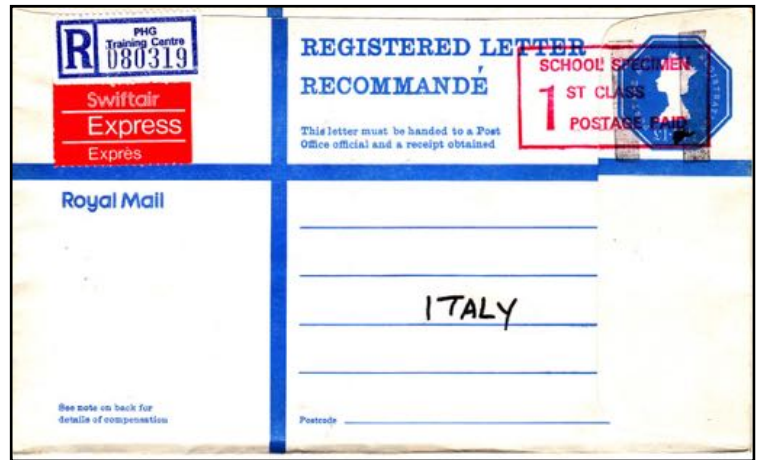 PHG
Training Centre
R 080319
Swiftair
Express
Exprès
REGISTERED LETTER
RECOMMANDÉ
This letter must be handed to a Post
Office official and a receipt obtained
SCHOOL SPECIMEN
1 ST CLASS
POSTAGE PAID
Royal Mail
ITALY
See note on back for
details of compensation
Postcode